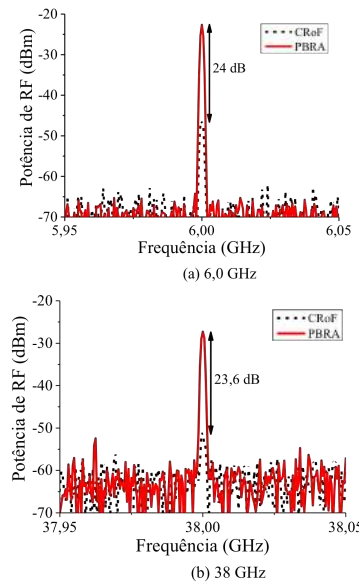 -20
-30
-40
-50
-60
-70
Potência de RF (dBm)
CRoF
PBRA
24 dB
5,95
6,00
6,05
Frequência (GHz)
(a) 6,0 GHz
-20
-30
-40
-50
-60
-70
Potência de RF (dBm)
CRoF
PBRA
23,6 dB
37,95
38,00
38,05
Frequência (GHz)
(b) 38 GHz